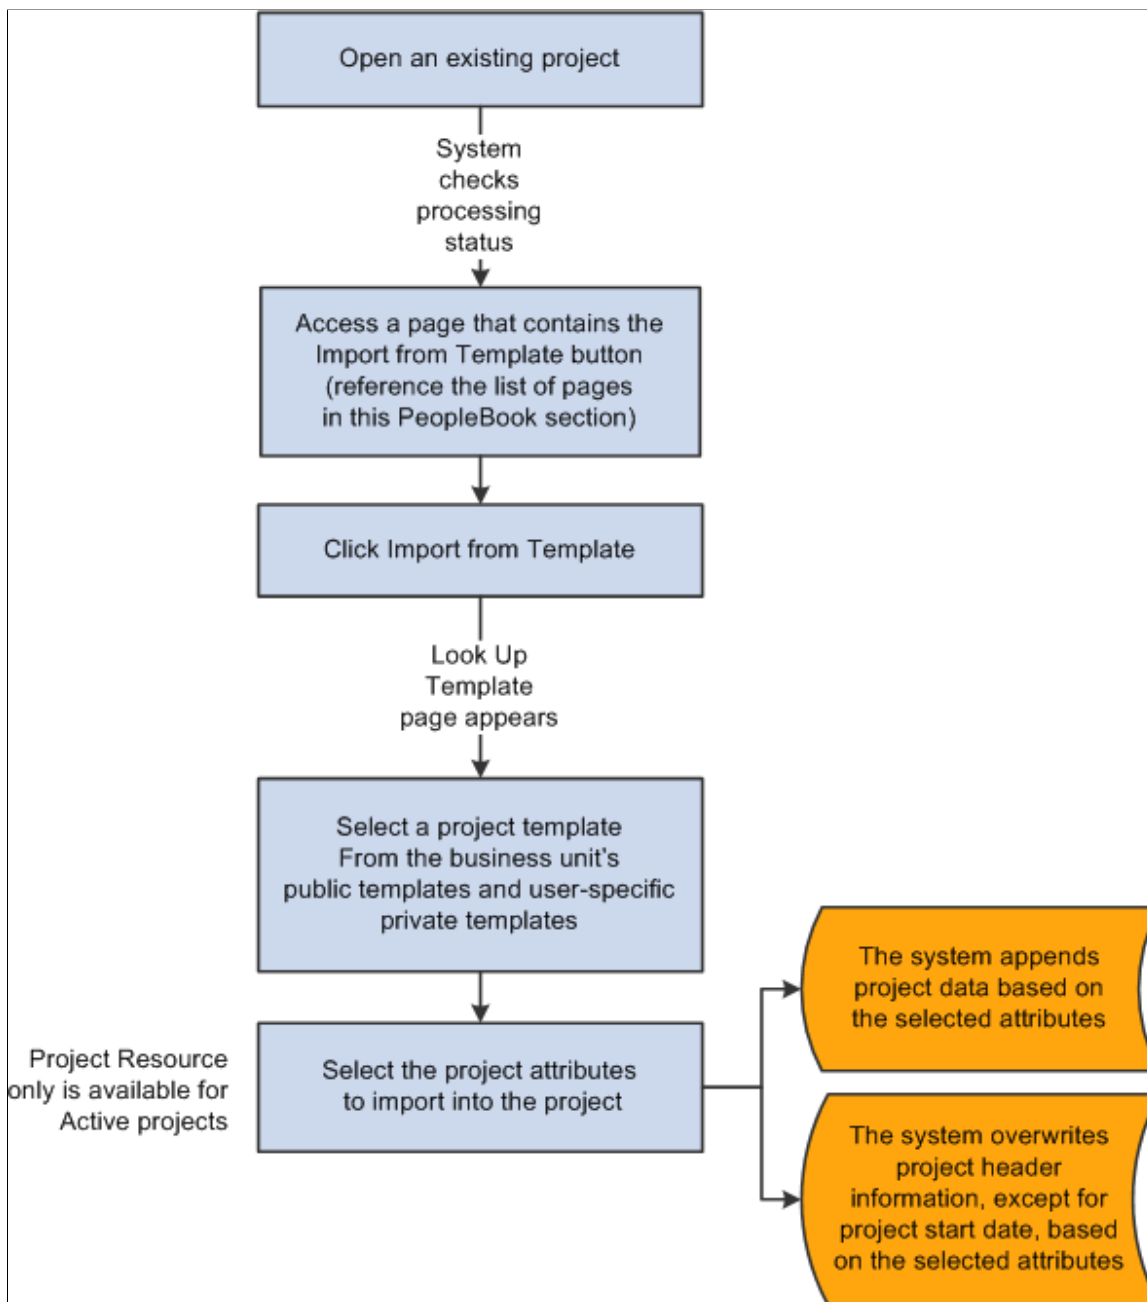 Open an existing project
System
checks
processing
status
Access a page that contains the
Import from Template button
(reference the list of pages
in this PeopleBook section)
Click Import from Template
Look Up
Template
page appears
Select a project template
From the business unit's
public templates and user-specific
private templates
Project Resource
only is available for
Active projects
Select the project attributes
to import into the project
The system appends
project data based on
the selected attributes
The system overwrites
project header
information, except for
project start date, based
on the selected attributes